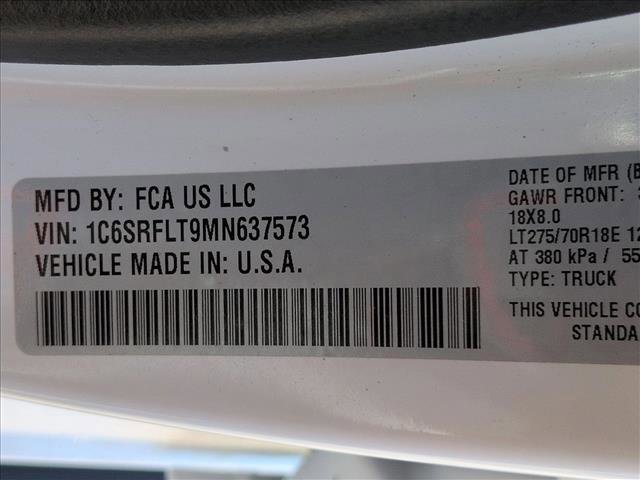 MFD BY: FCA US LLC
VIN: 1C6SRFLT9MN637573
VEHICLE MADE IN: U.S.A.
DATE OF MFR
GAWR FRONT:
18X8.0
LT275/70R18E
AT 380 kPa /
TYPE: TRUCK
THIS VEHICLE